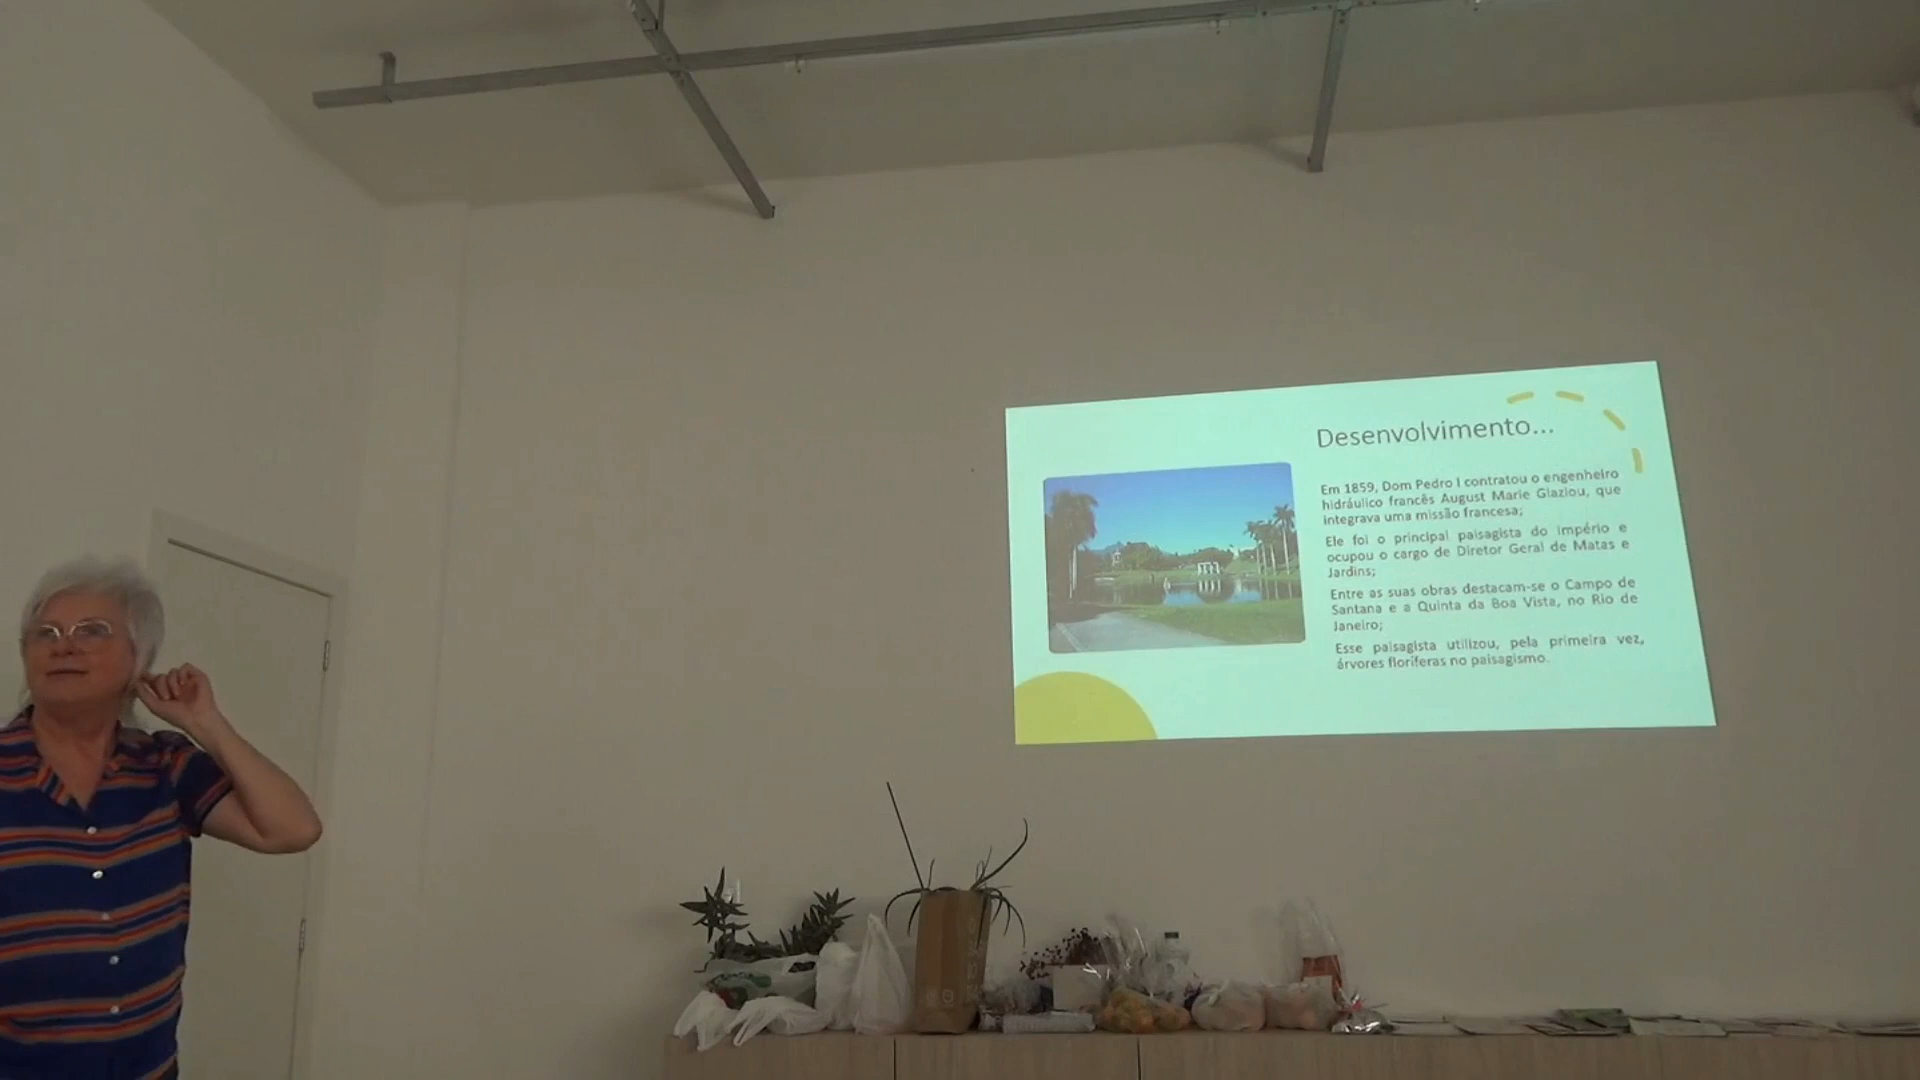 Desenvolvimento...
Em 1859, Dom Pedro I contratou o engenheiro
hidráulico francês August Marie Glaziou, que
integrava uma missão francesa;
Ele foi o principal paisagista do império e
ocupou o cargo de Diretor Geral de Matas e
Jardins;
Entre as suas obras destacam-se o Campo de
Santana e a Quinta da Boa Vista, no Rio de
Janeiro;
Esse paisagista utilizou, pela primeira vez,
árvores floríferas no paisagismo.